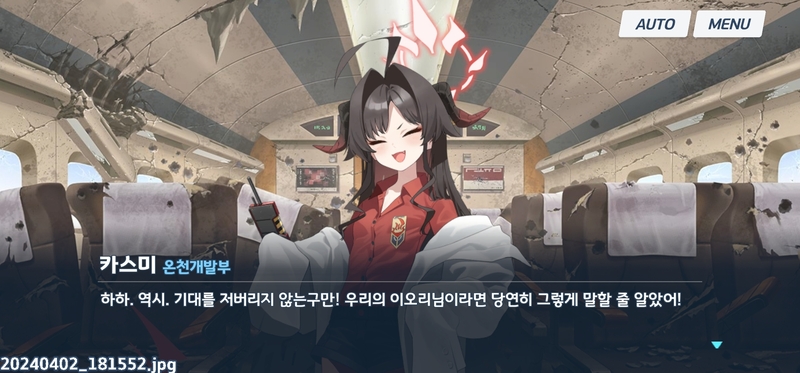 AUTO MENU
카스미 온천개발부
하하. 역시. 기대를 저버리지 않는구만! 우리의 이오리님이라면 당연히 그렇게 말할 줄 알았어!
20240402_181552.jpg